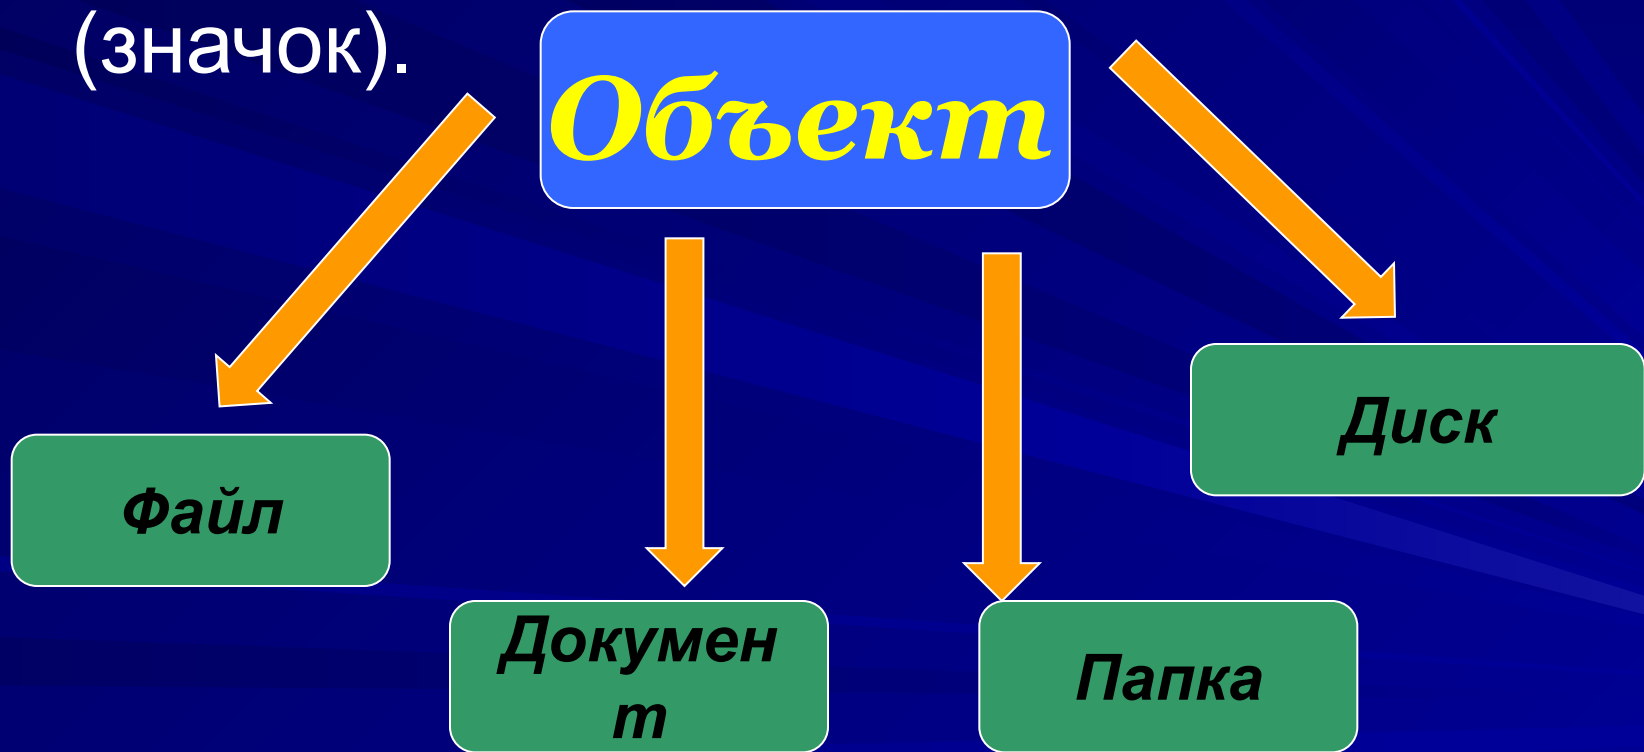 (значок).
Объект
Диск
Файл
Докумен
т
Папка